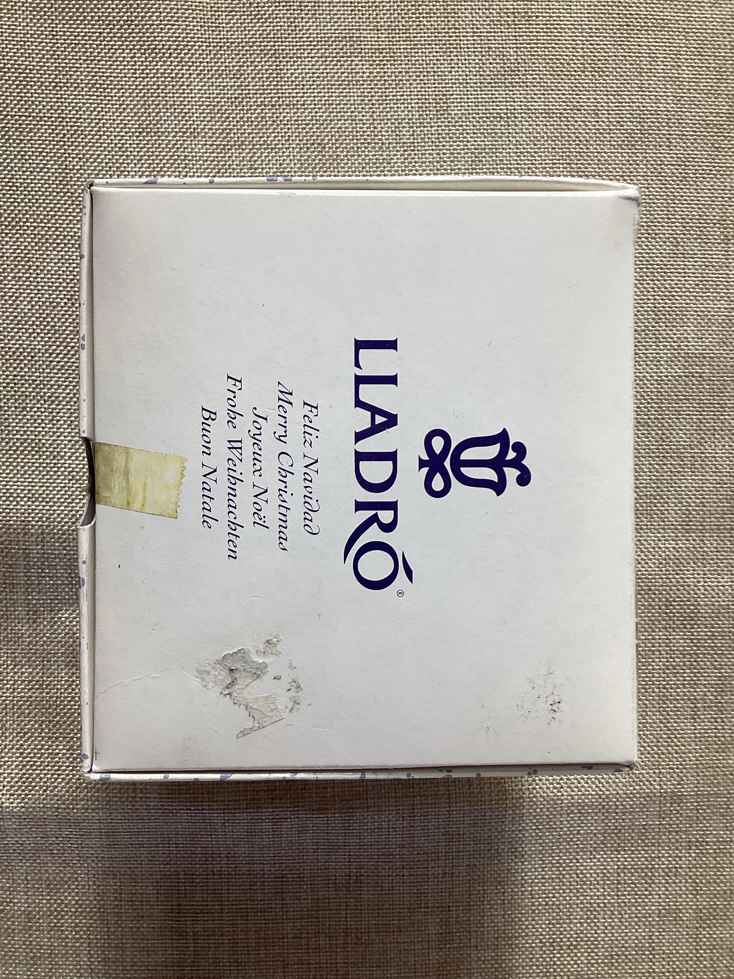 LLADRÓ®
Feliz Navidad
Merry Christmas
Joyeux Noël
Frohe Weihnachten
Buon Natale